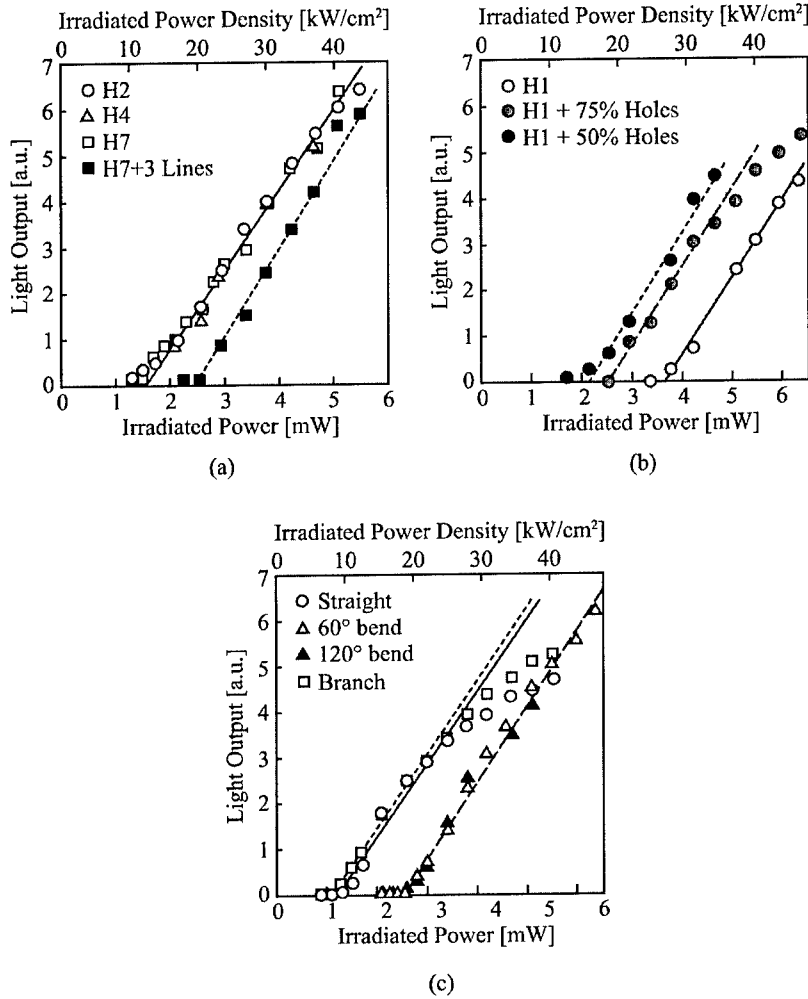 Irradiated Power Density [kW/cm²]
0 10 20 30 40
7
6
5
4
3
2
1
0
Light Output [a.u.]
H2
H4
H7
H7+3 Lines
0 1 2 3 4 5 6
Irradiated Power [mW]
(a)
Irradiated Power Density [kW/cm²]
0 10 20 30 40
7
6
5
4
3
2
1
0
Light Output [a.u.]
H1
H1 + 75% Holes
H1 + 50% Holes
0 1 2 3 4 5 6
Irradiated Power [mW]
(b)
Irradiated Power Density [kW/cm²]
0 10 20 30 40
7
6
5
4
3
2
1
0
Light Output [a.u.]
Straight
60° bend
120° bend
Branch
0 1 2 3 4 5 6
Irradiated Power [mW]
(c)